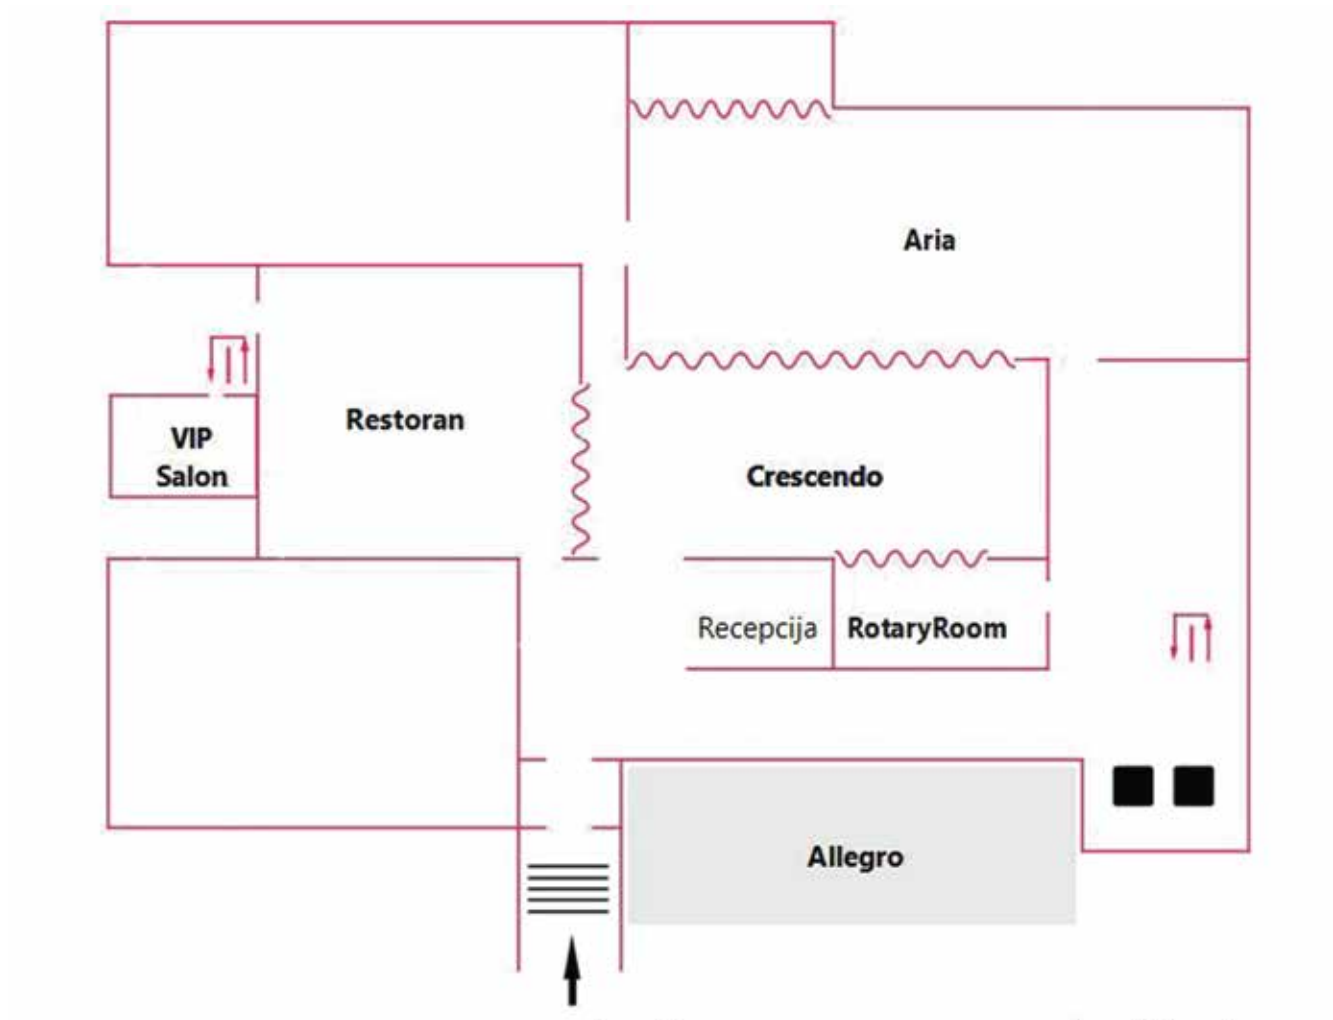 Aria
Restoran
VIP
Salon
Crescendo
Recepcija
RotaryRoom
Allegro